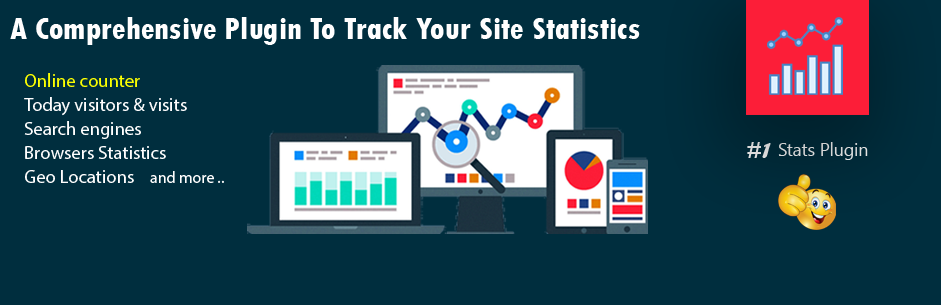 A Comprehensive Plugin To Track Your Site Statistics
Online counter
Today visitors & visits
Search engines
Browsers Statistics
Geo Locations and more ..
#1 Stats Plugin